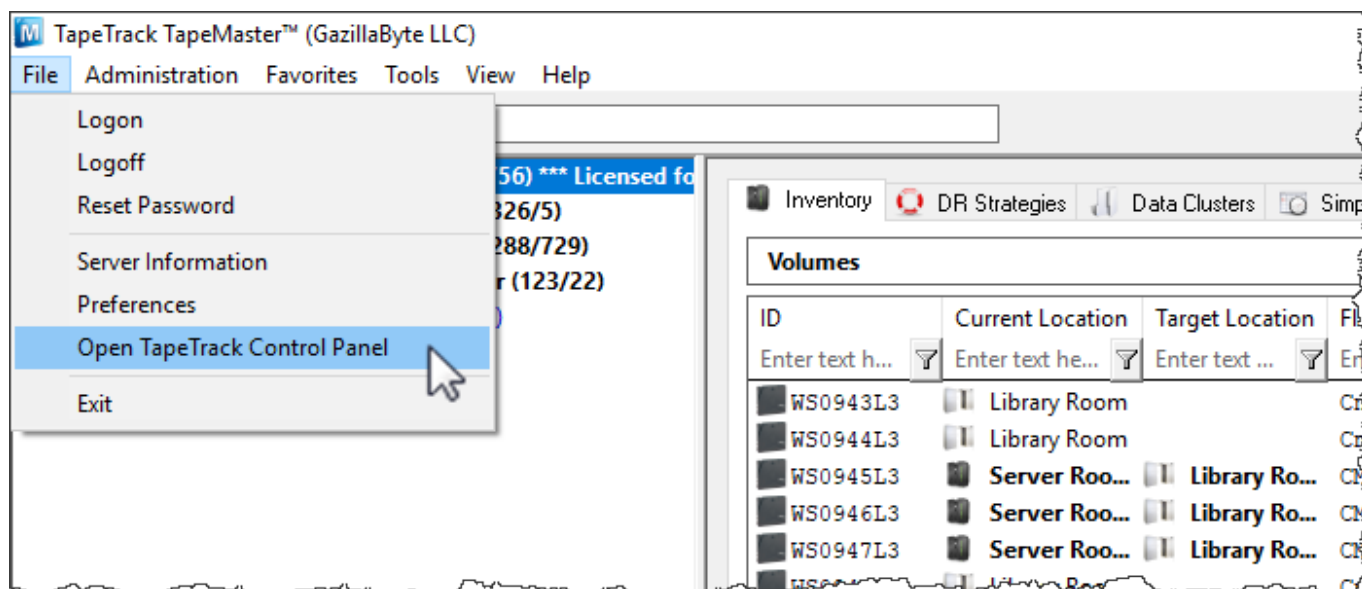 TapeTrack TapeMaster™ (GazillaByte LLC)
File Administration Favorites Tools View Help
Logon
Logoff
Reset Password
Server Information
Preferences
Open TapeTrack Control Panel
Exit
56) *** Licensed fo
326/5)
288/729)
r (123/22)
)
Inventory DR Strategies Data Clusters Simp
Volumes
ID Current Location Target Location
Enter text h... Enter text he... Enter text ...
WS0943L3 Library Room
WS0944L3 Library Room
WS0945L3 Server Roo... Library Ro...
WS0946L3 Server Roo... Library Ro...
WS0947L3 Server Roo... Library Ro...